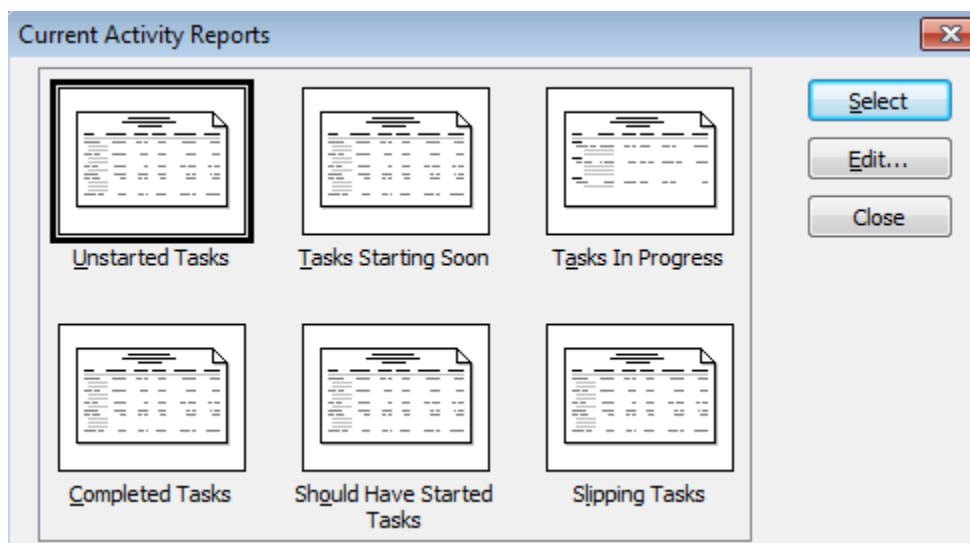 Current Activity Reports
Select
Edit...
Close
Unstarted Tasks
Tasks Starting Soon
Tasks In Progress
Completed Tasks
Should Have Started
Tasks
Slipping Tasks